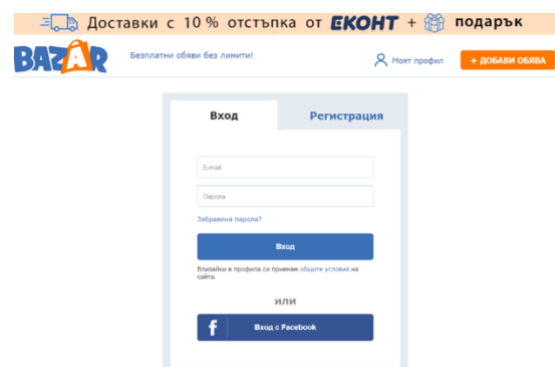 Доставки с 10 % отстъпка от ЕКОНТ + подарък
BAZAR
Безплатни обяви без лимити!
Моят профил
+ ДОБАВИ ОБЯВА
Вход
Регистрация
E-mail
Парола
Забравена парола?
Вход
Влизайки в профила си приемам общите условия на
сайта.
или
f Вход с Facebook